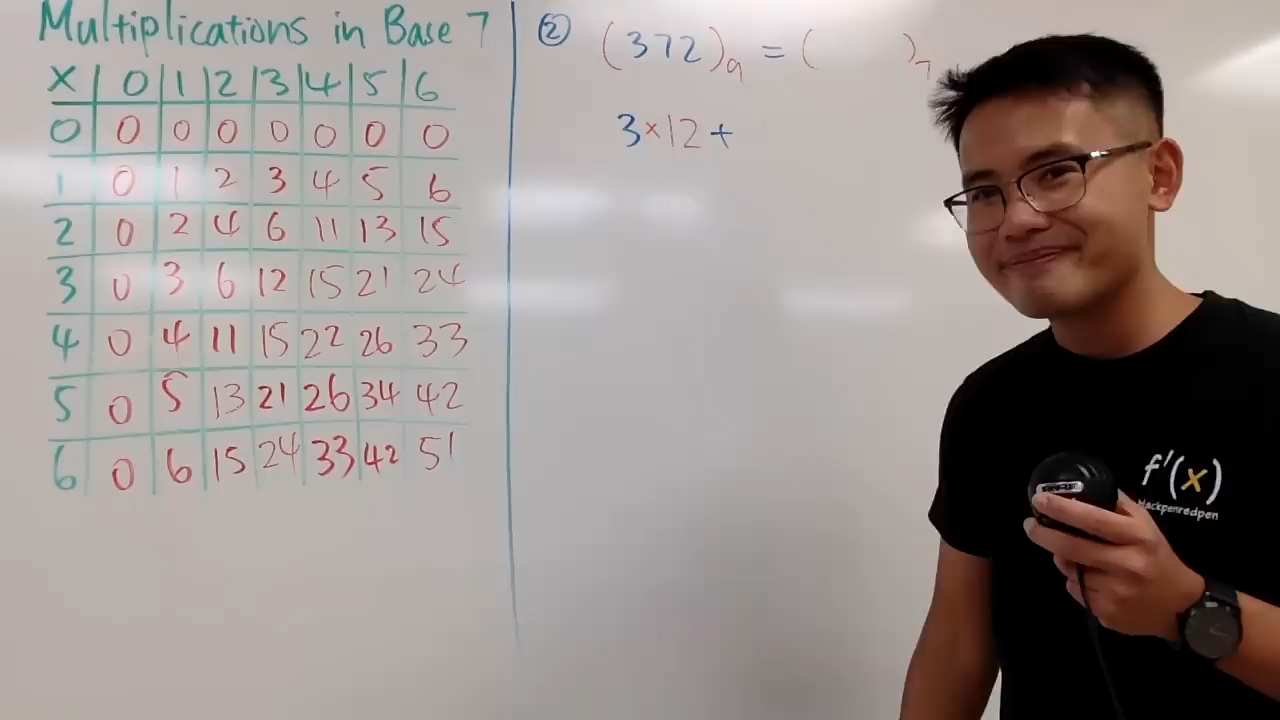 Multiplications in Base 7
× 0 1 2 3 4 5 6
0 0 0 0 0 0 0 0
1 0 1 2 3 4 5 6
2 0 2 4 6 11 13 15
3 0 3 6 12 15 21 24
4 0 4 11 15 22 26 33
5 0 5 13 21 26 34 42
6 0 6 15 24 33 42 51
② (372)₉ = ( )₇
3×12+
f'(x)
blackpenredpen